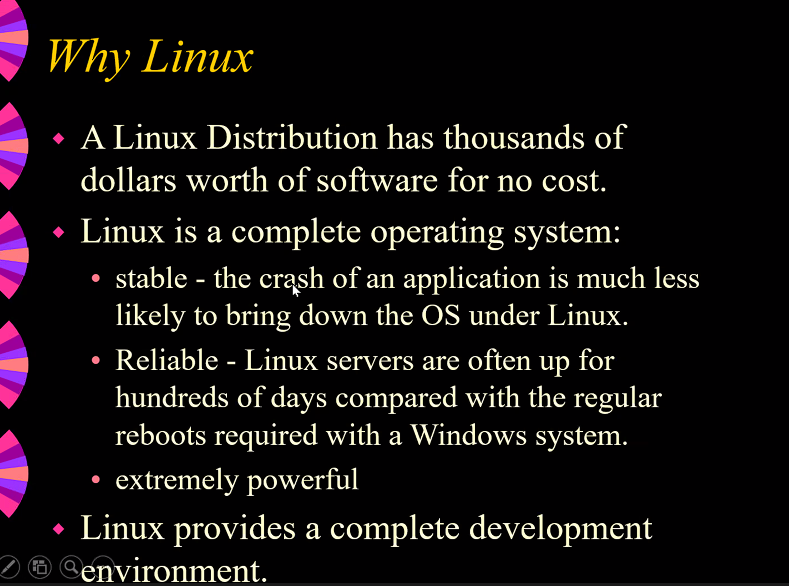 Why Linux
A Linux Distribution has thousands of
dollars worth of software for no cost.
Linux is a complete operating system:
stable - the crash of an application is much less
likely to bring down the OS under Linux.
Reliable - Linux servers are often up for
hundreds of days compared with the regular
reboots required with a Windows system.
extremely powerful
Linux provides a complete development
environment.